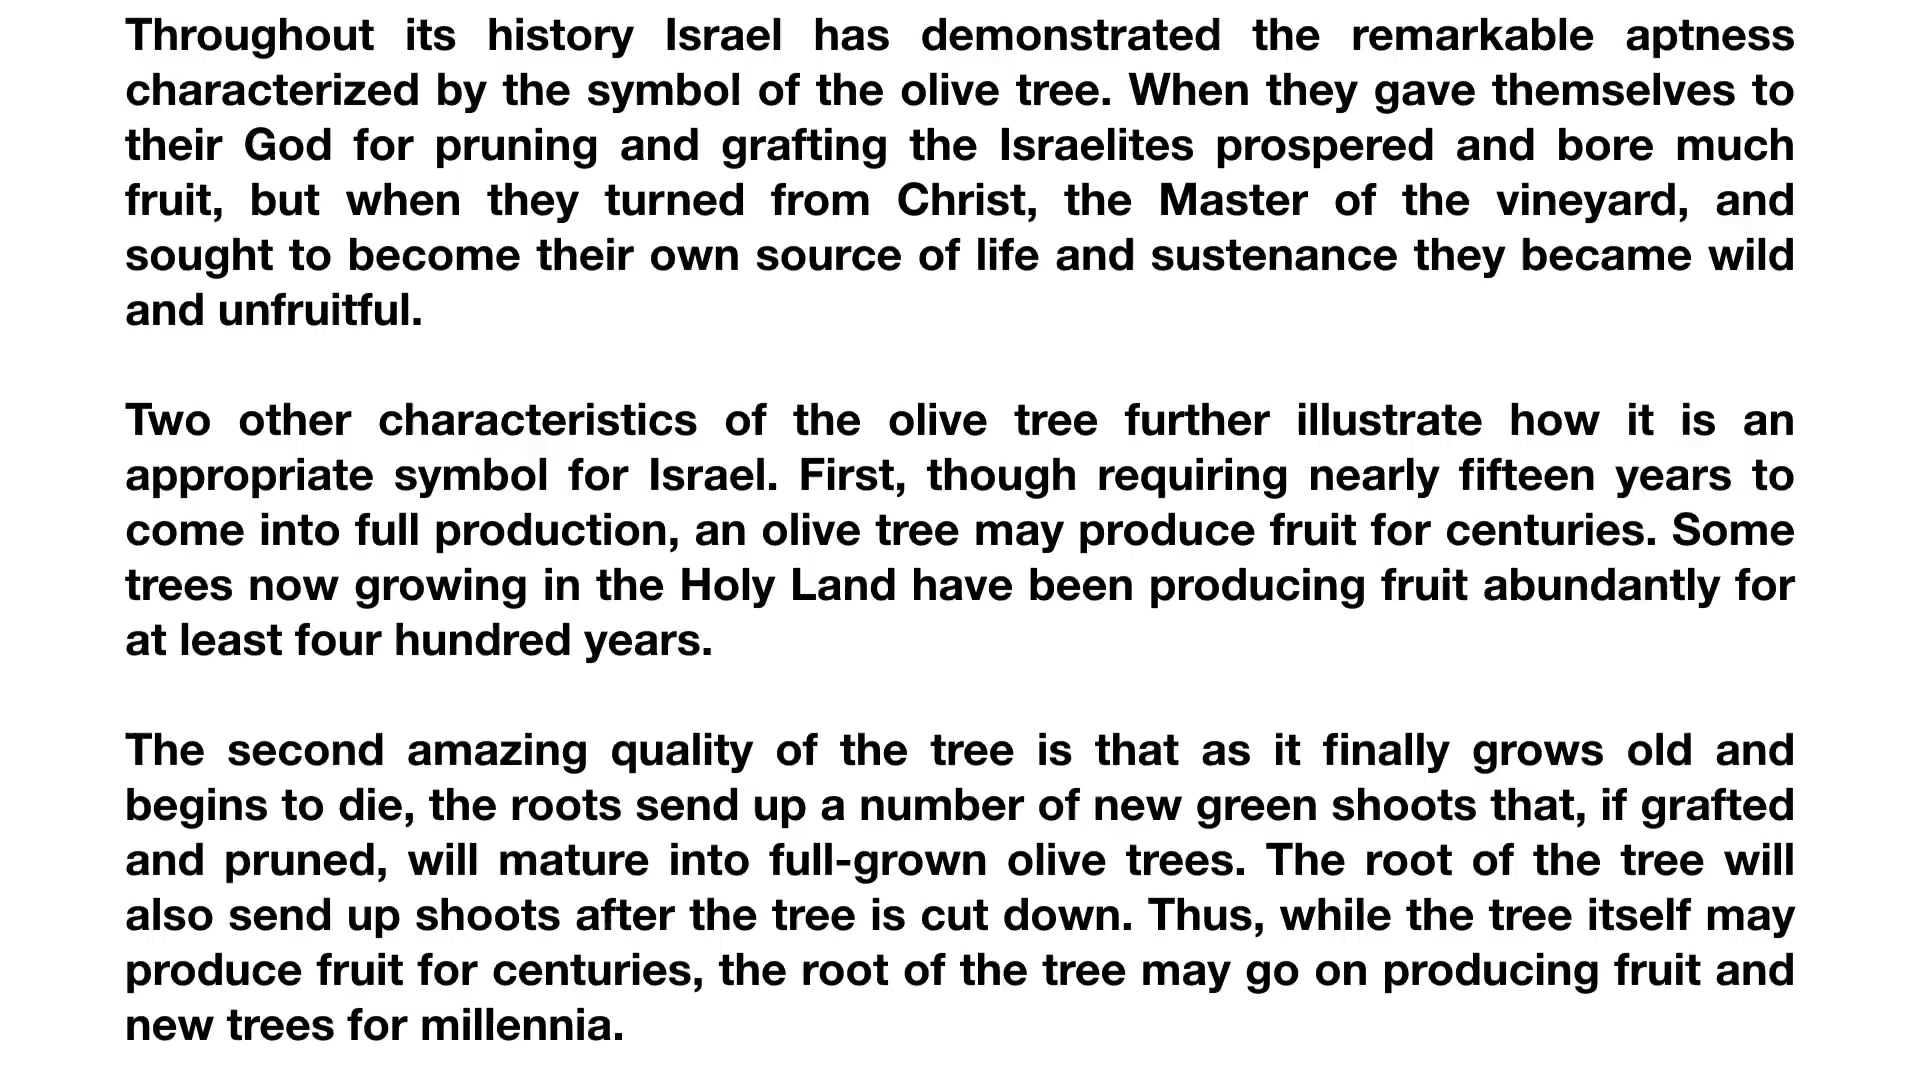 Throughout its history Israel has demonstrated the remarkable aptness
characterized by the symbol of the olive tree. When they gave themselves to
their God for pruning and grafting the Israelites prospered and bore much
fruit, but when they turned from Christ, the Master of the vineyard, and
sought to become their own source of life and sustenance they became wild
and unfruitful.
Two other characteristics of the olive tree further illustrate how it is an
appropriate symbol for Israel. First, though requiring nearly fifteen years to
come into full production, an olive tree may produce fruit for centuries. Some
trees now growing in the Holy Land have been producing fruit abundantly for
at least four hundred years.
The second amazing quality of the tree is that as it finally grows old and
begins to die, the roots send up a number of new green shoots that, if grafted
and pruned, will mature into full-grown olive trees. The root of the tree will
also send up shoots after the tree is cut down. Thus, while the tree itself may
produce fruit for centuries, the root of the tree may go on producing fruit and
new trees for millennia.